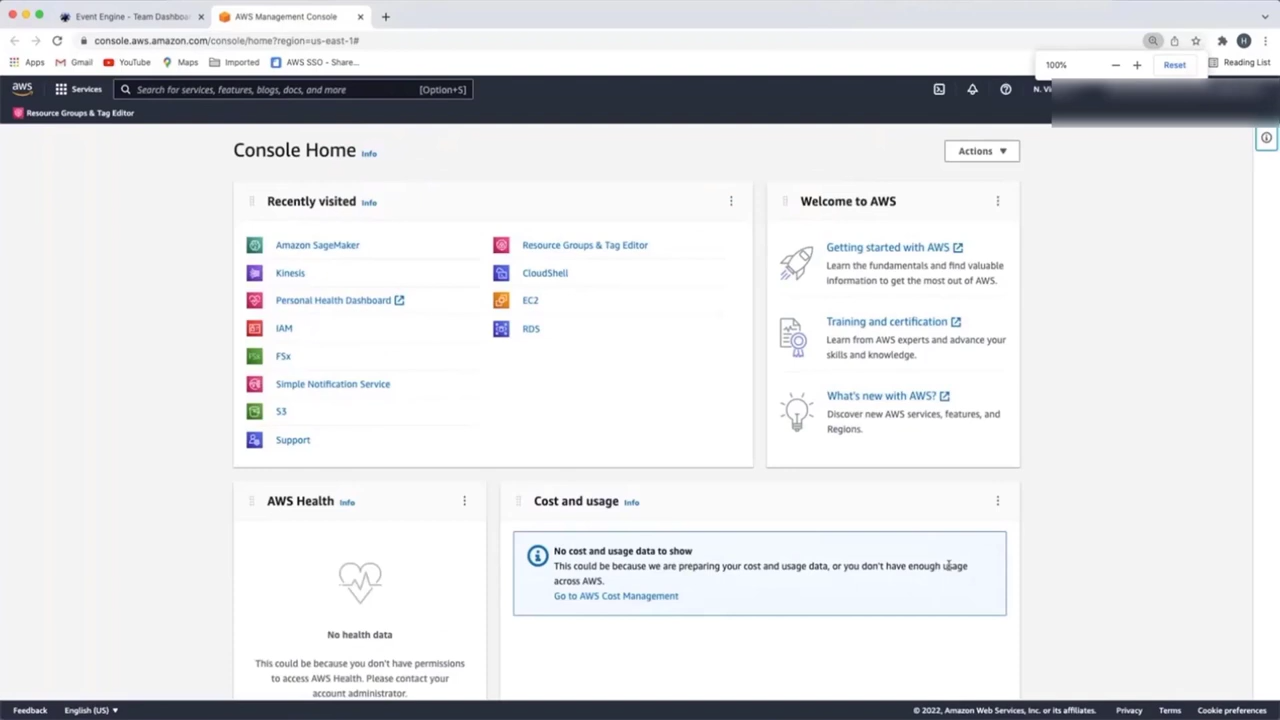 Event Engine - Team Dashboa
AWS Management Console
console.aws.amazon.com/console/home?region=us-east-1#
Apps
Gmail
YouTube
Maps
Imported
AWS SSO - Share...
100%
Reset
Reading List
aws
Services
Search for services, features, blogs, docs, and more
[Option+S]
N. Vi
Resource Groups & Tag Editor
Console Home Info
Actions
Recently visited Info
Amazon SageMaker
Kinesis
Personal Health Dashboard
IAM
FSx
FSx
Simple Notification Service
S3
Support
Resource Groups & Tag Editor
CloudShell
EC2
RDS
Welcome to AWS
Getting started with AWS
Learn the fundamentals and find valuable
information to get the most out of AWS.
Training and certification
Learn from AWS experts and advance your
skills and knowledge.
What's new with AWS?
Discover new AWS services, features, and
Regions.
AWS Health Info
No health data
This could be because you don't have permissions
to access AWS Health. Please contact your
account administrator.
Cost and usage Info
No cost and usage data to show
This could be because we are preparing your cost and usage data, or you don't have enough usage
across AWS.
Go to AWS Cost Management
Feedback
English (US)
© 2022, Amazon Web Services, Inc. or its affiliates.
Privacy
Terms
Cookie preferences